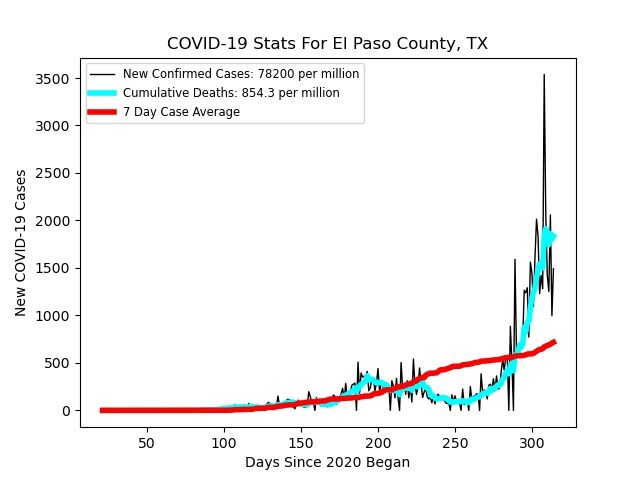 COVID-19 Stats For El Paso County, TX
New Confirmed Cases: 78200 per million
Cumulative Deaths: 854.3 per million
7 Day Case Average
3500
3000
2500
2000
1500
1000
500
0
New COVID-19 Cases
50 100 150 200 250 300
Days Since 2020 Began